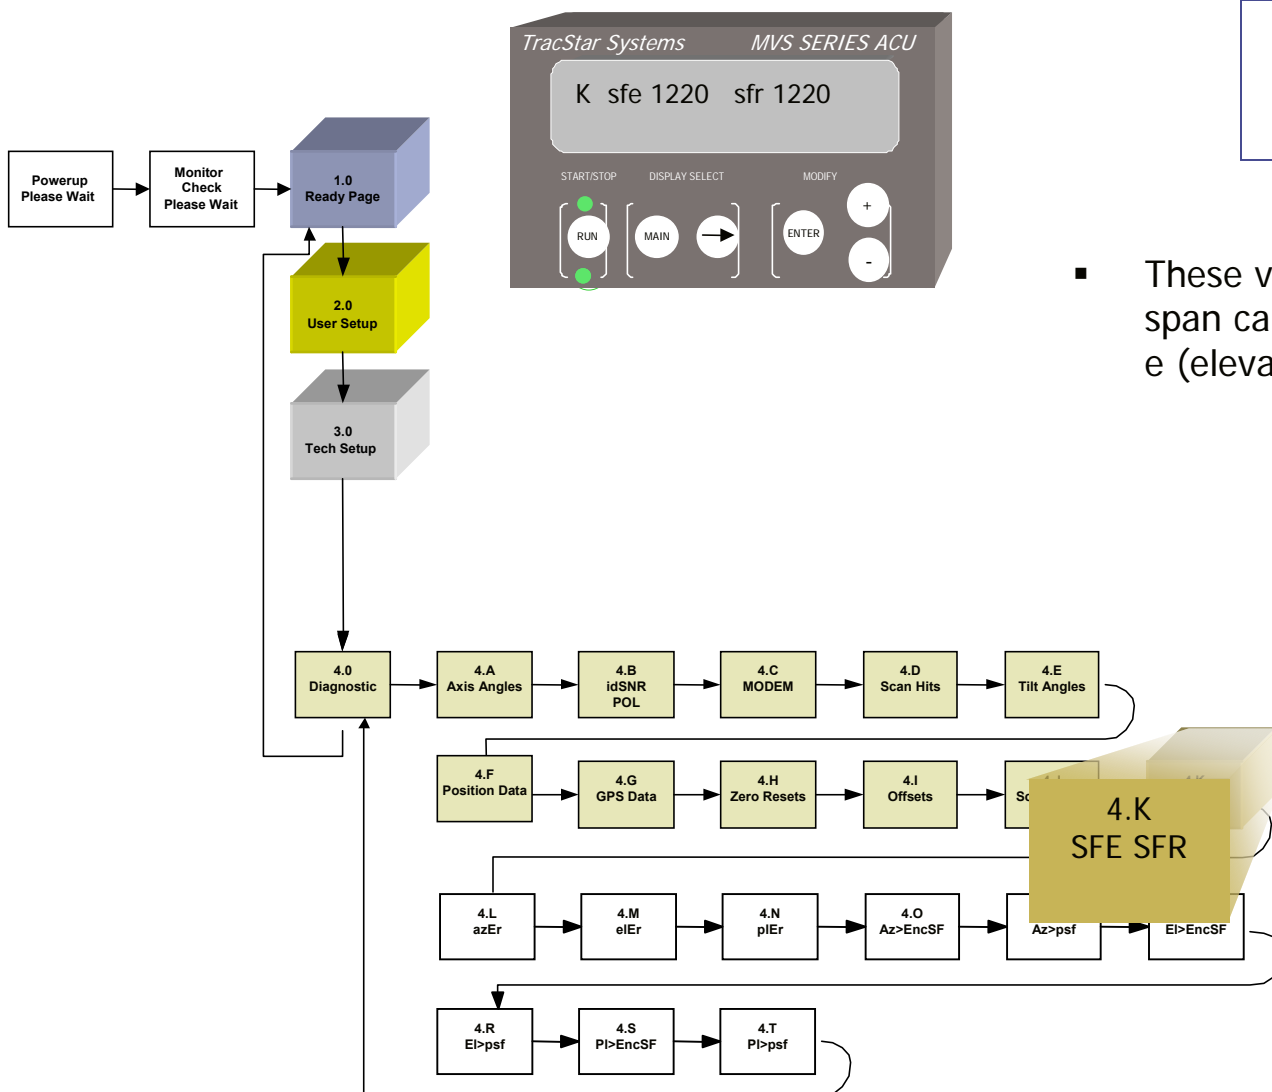 TracStar Systems MVS SERIES ACU
K sfe 1220 sfr 1220
START/STOP DISPLAY SELECT MODIFY
RUN MAIN ENTER + -
Powerup
Please Wait
Monitor
Check
Please Wait
1.0
Ready Page
2.0
User Setup
3.0
Tech Setup
▪ These v
span ca
e (eleva
4.0
Diagnostic
4.A
Axis Angles
4.B
idSNR
POL
4.C
MODEM
4.D
Scan Hits
4.E
Tilt Angles
4.F
Position Data
4.G
GPS Data
4.H
Zero Resets
4.I
Offsets
4.K
SFE SFR
4.L
azEr
4.M
elEr
4.N
plEr
4.O
Az>EncSF
Az>psf
El>EncSF
4.R
El>psf
4.S
Pl>EncSF
4.T
Pl>psf